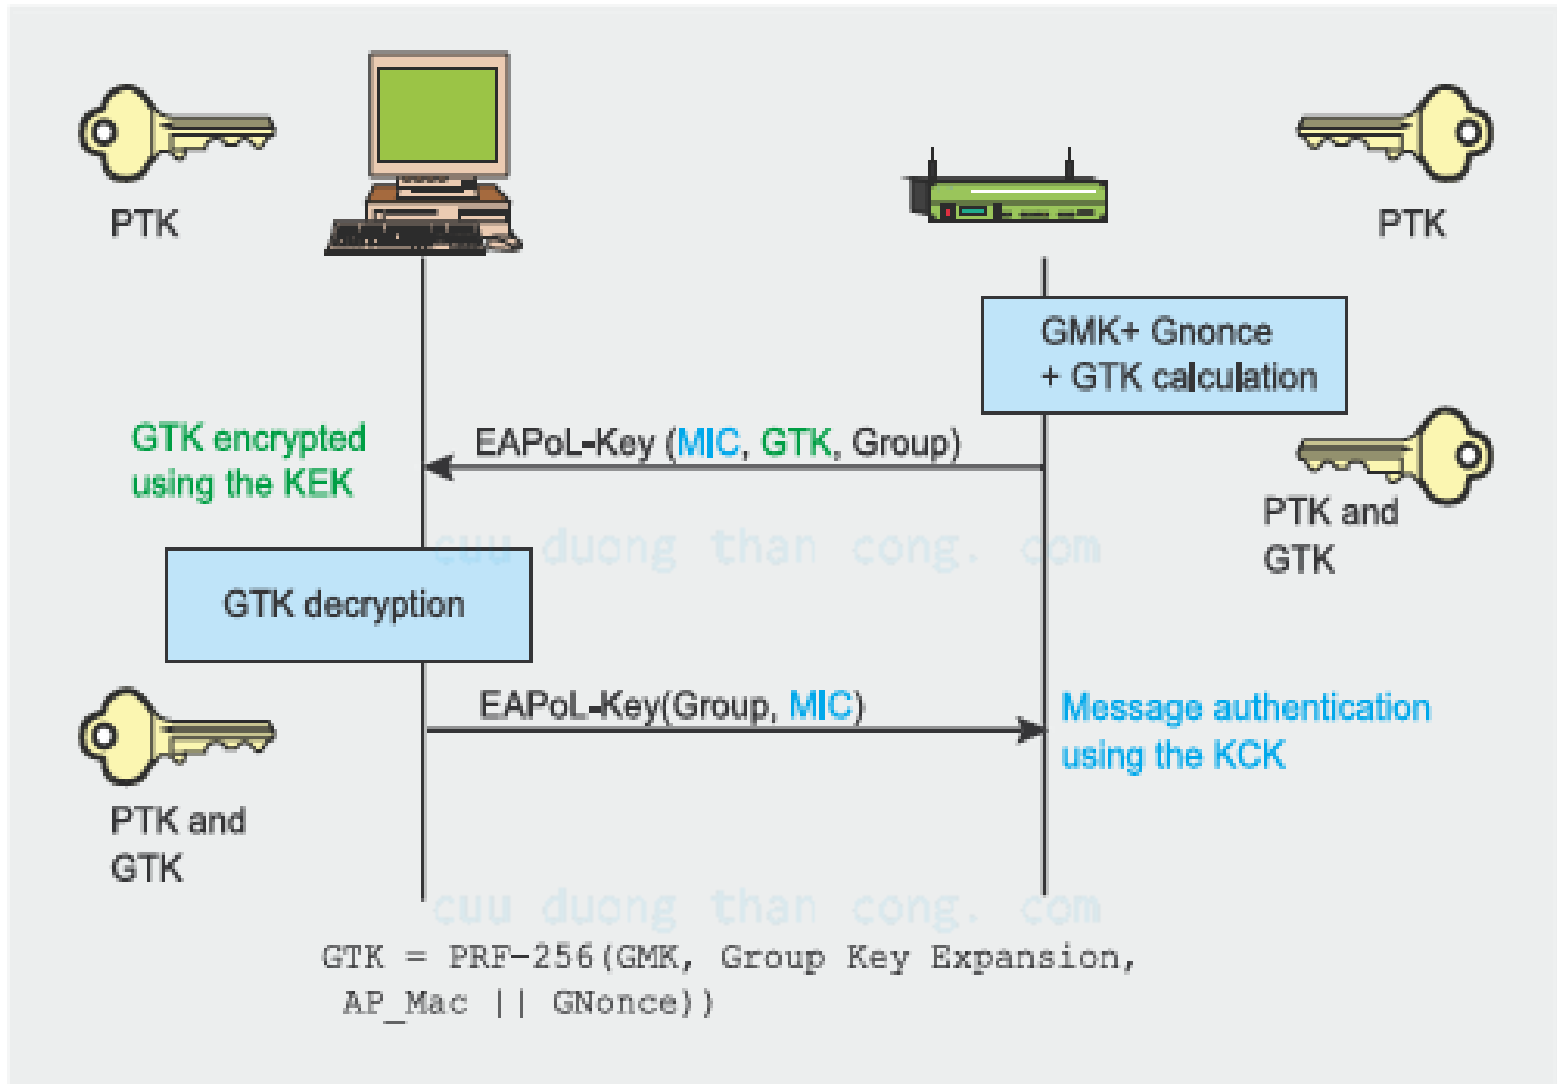 PTK
PTK
GMK+ Gnonce
+ GTK calculation
GTK encrypted
using the KEK
EAPoL-Key (MIC, GTK, Group)
PTK and
GTK
cuu duong than cong. com
GTK decryption
EAPoL-Key(Group, MIC)
Message authentication
using the KCK
PTK and
GTK
cuu duong than cong. com
GTK = PRF-256(GMK, Group Key Expansion,
AP_Mac || GNonce))